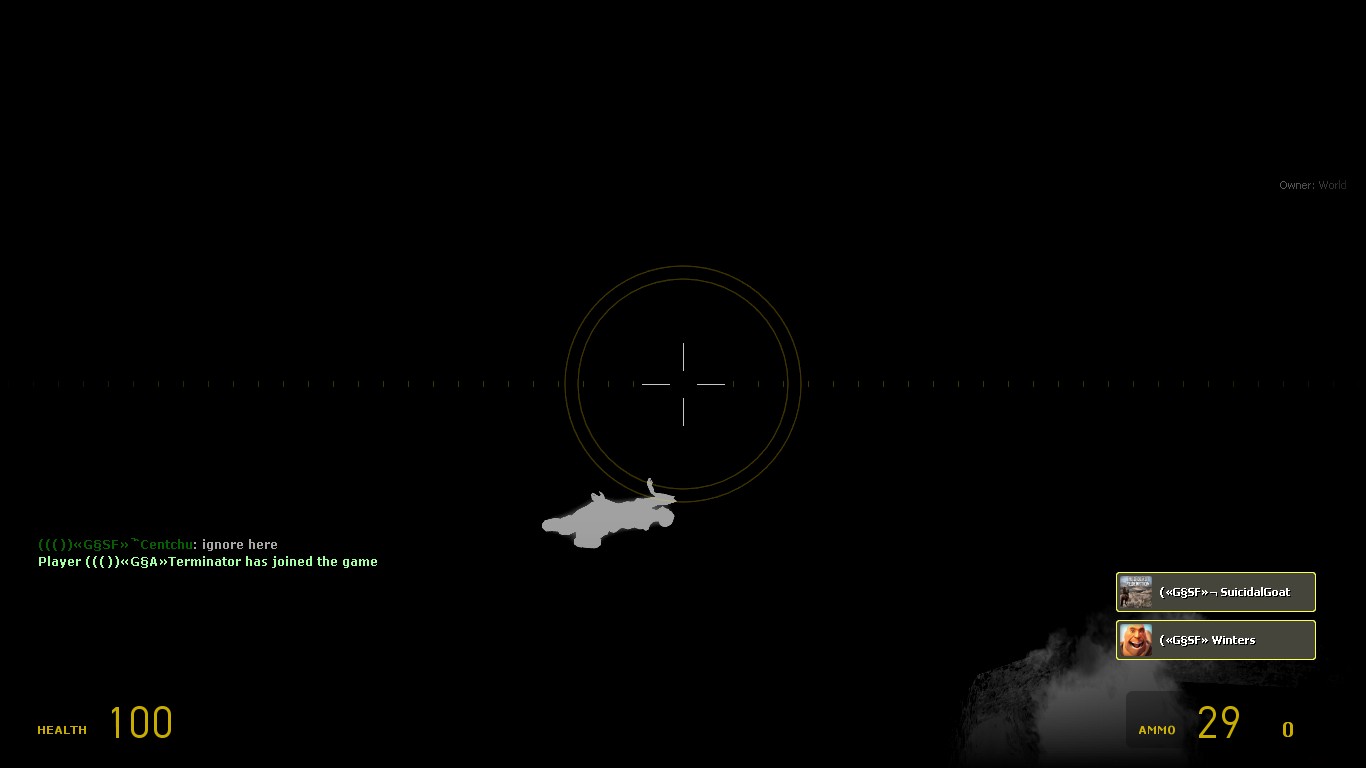 Owner: World
((())«G§SF»™Centchu: ignore here
Player ((())«G§A»Terminator has joined the game
(«G§SF»¬ SuicidalGoat
(«G§SF» Winters
HEALTH 100
AMMO 29 0